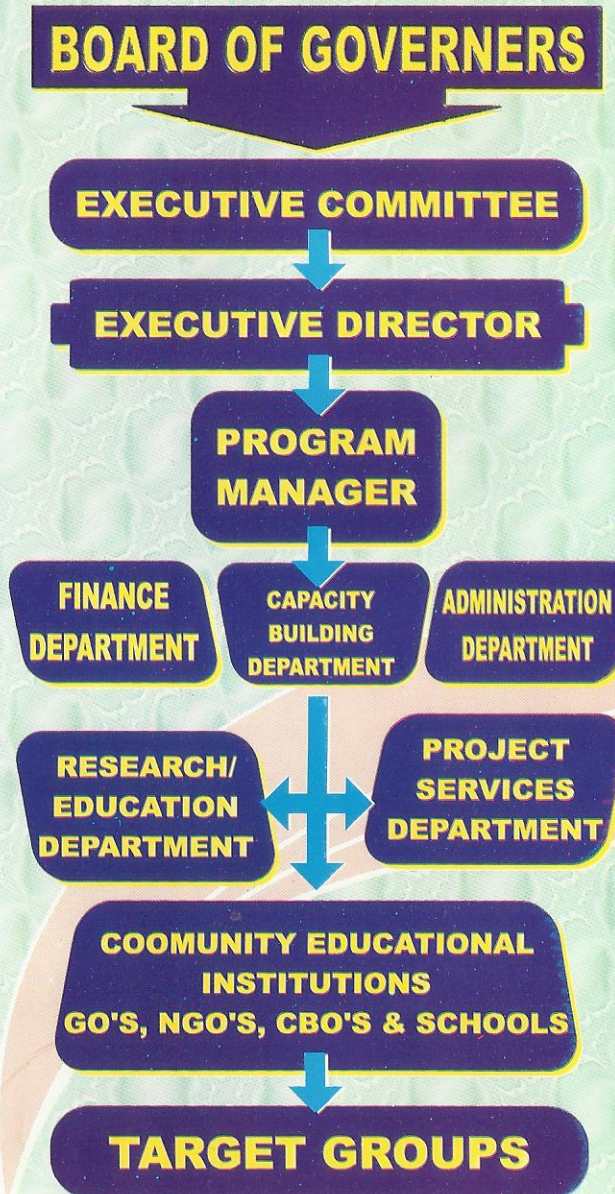 BOARD OF GOVERNERS
EXECUTIVE COMMITTEE
EXECUTIVE DIRECTOR
PROGRAM
MANAGER
FINANCE
DEPARTMENT
CAPACITY
BUILDING
DEPARTMENT
ADMINISTRATION
DEPARTMENT
RESEARCH/
EDUCATION
DEPARTMENT
PROJECT
SERVICES
DEPARTMENT
COOMUNITY EDUCATIONAL
INSTITUTIONS
GO'S, NGO'S, CBO'S & SCHOOLS
TARGET GROUPS